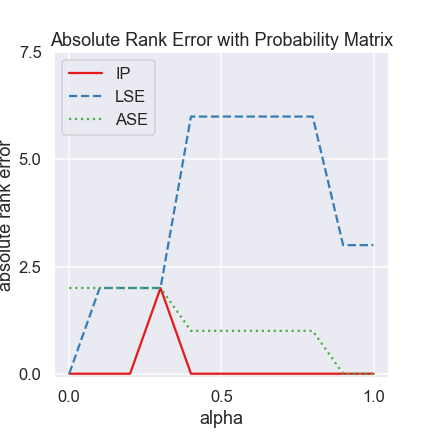 Absolute Rank Error with Probability Matrix
7.5
IP
LSE
ASE
5.0
absolute rank error
2.5
0.0
0.0
0.5
1.0
alpha